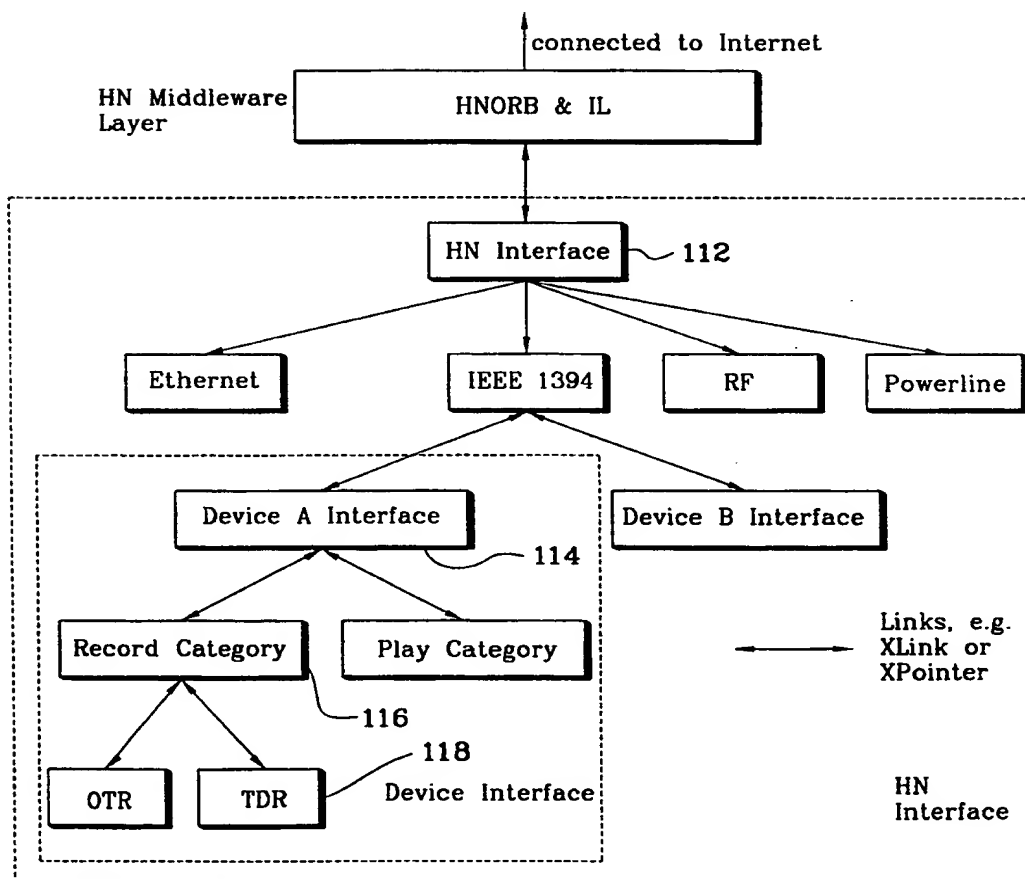 connected to Internet
HN Middleware
Layer
HNORB & IL
HN Interface
112
Ethernet
IEEE 1394
RF
Powerline
Device A Interface
Device B Interface
114
Record Category
Play Category
Links, e.g.
XLink or
XPointer
116
118
OTR
TDR
Device Interface
HN
Interface